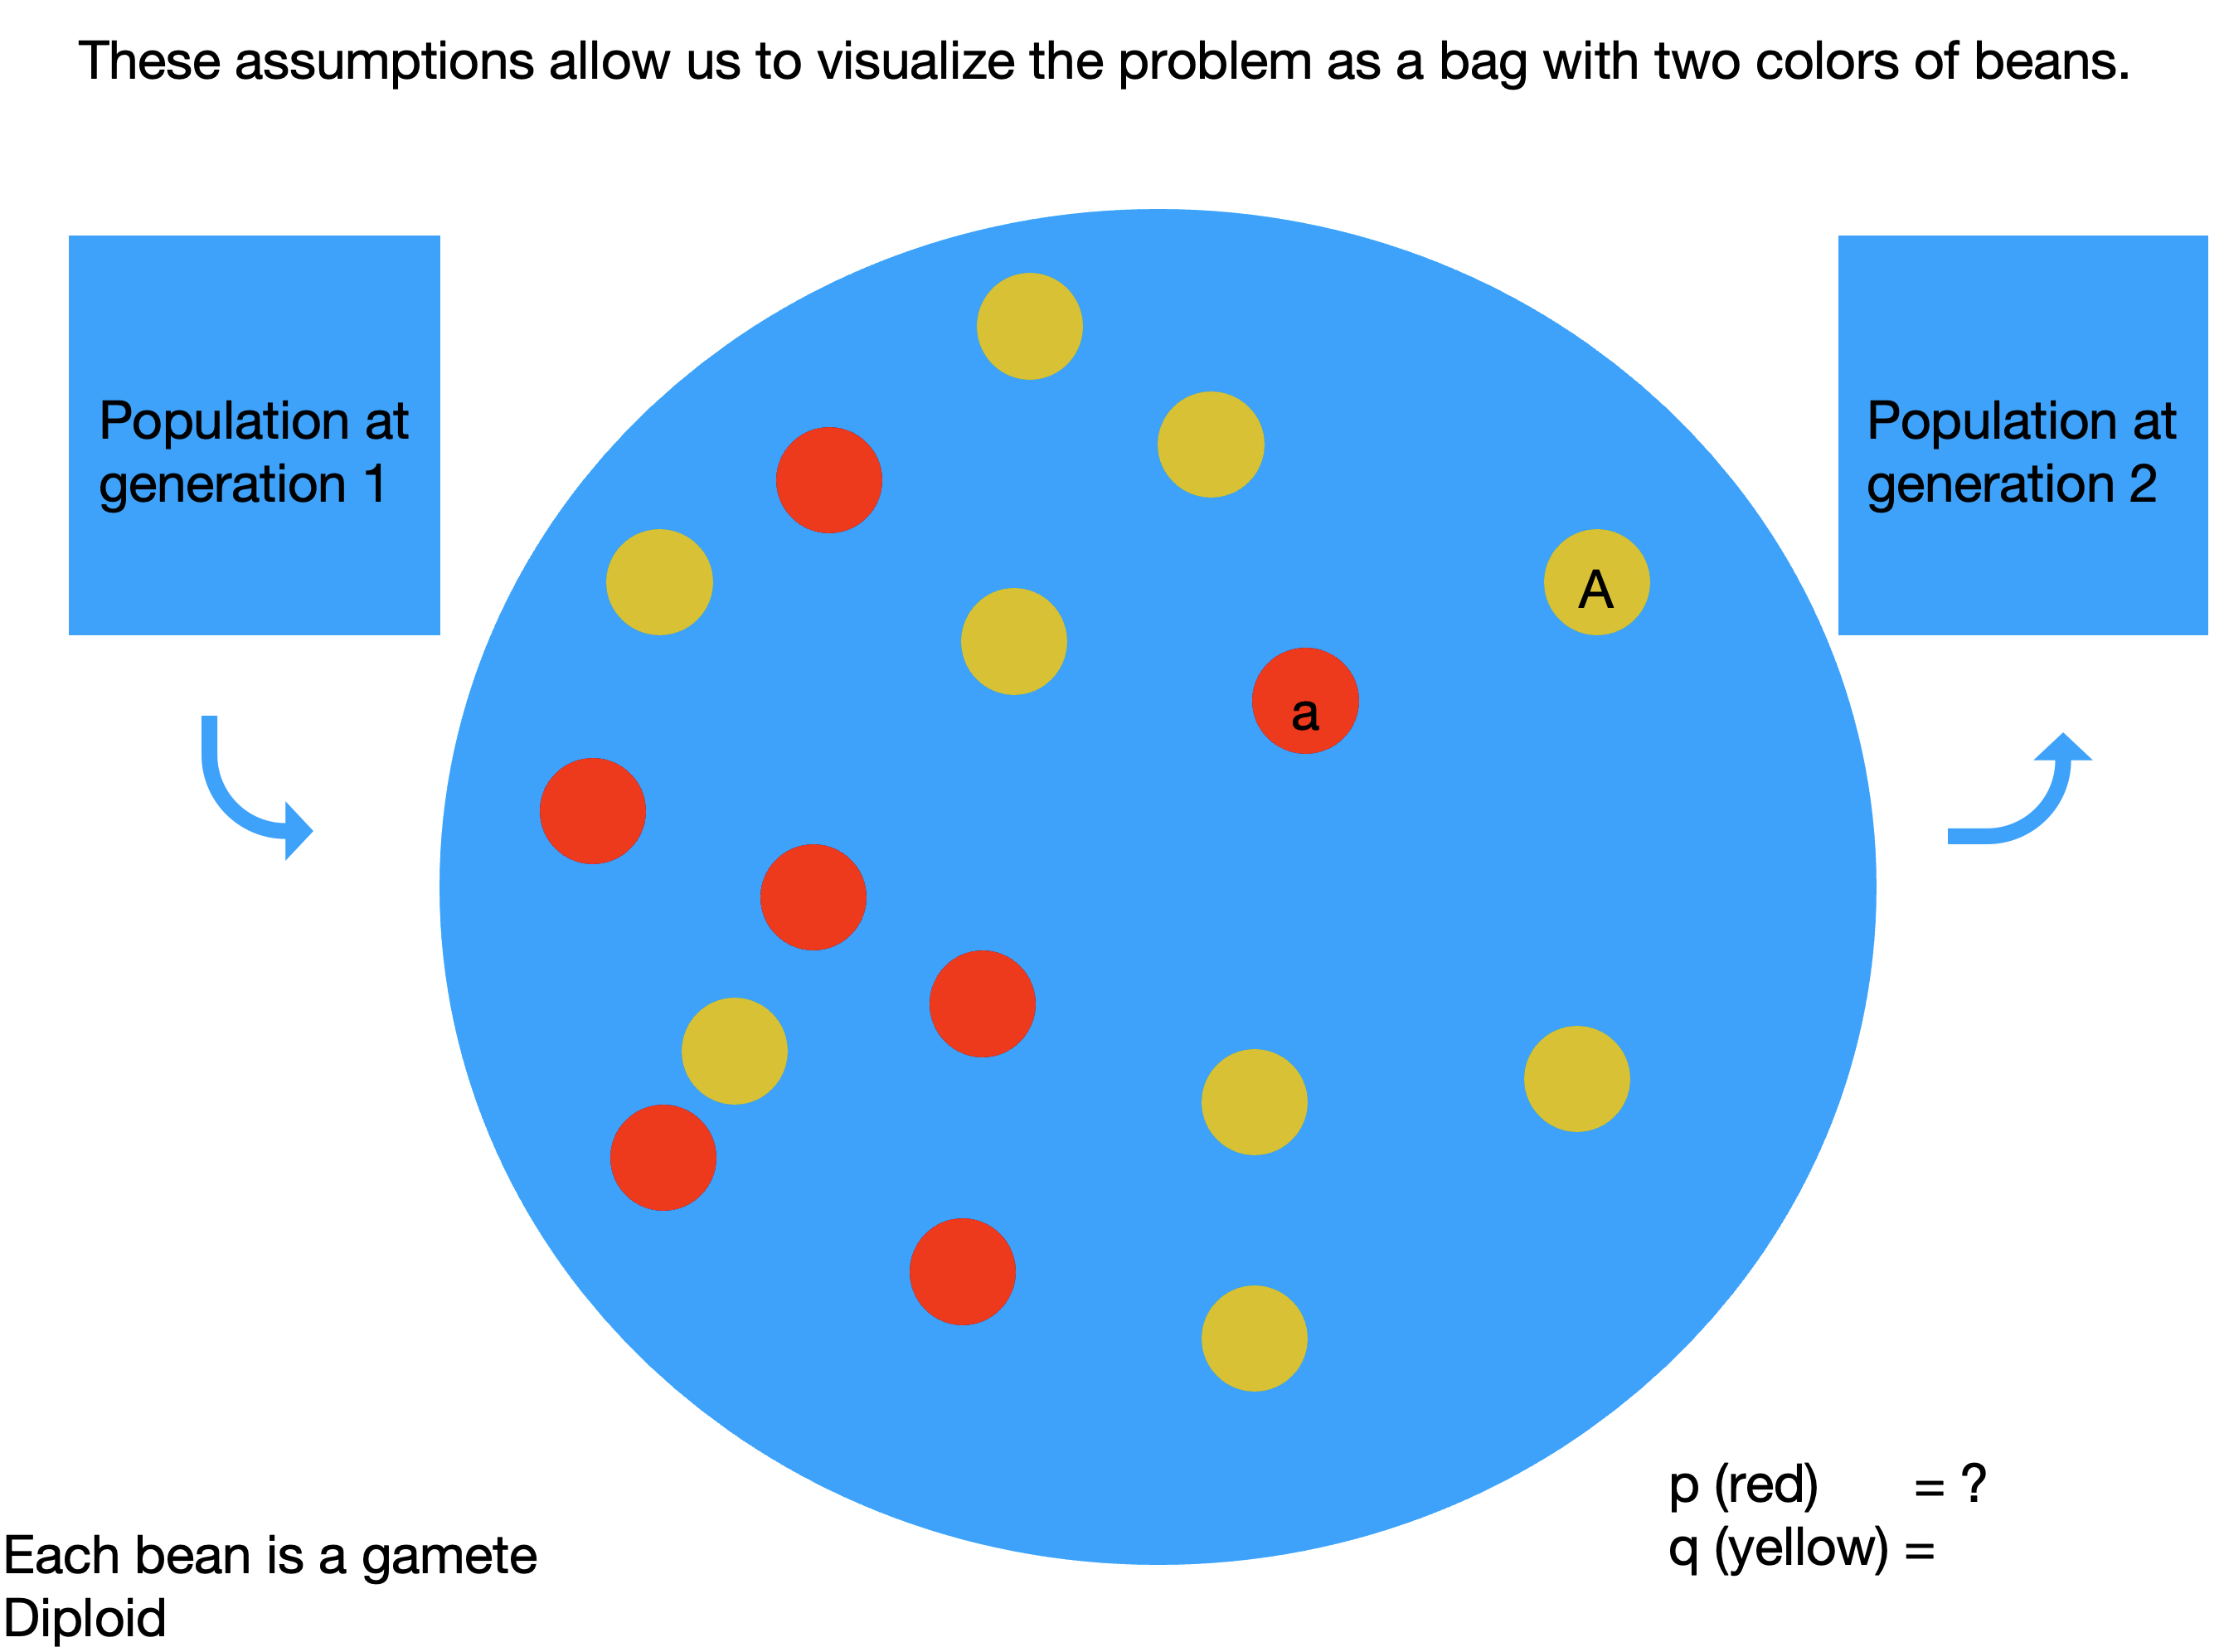 These assumptions allow us to visualize the problem as a bag with two colors of beans.
Population at
generation 1
Population at
generation 2
A
a
p (red) = ?
q (yellow) =
Each bean is a gamete
Diploid